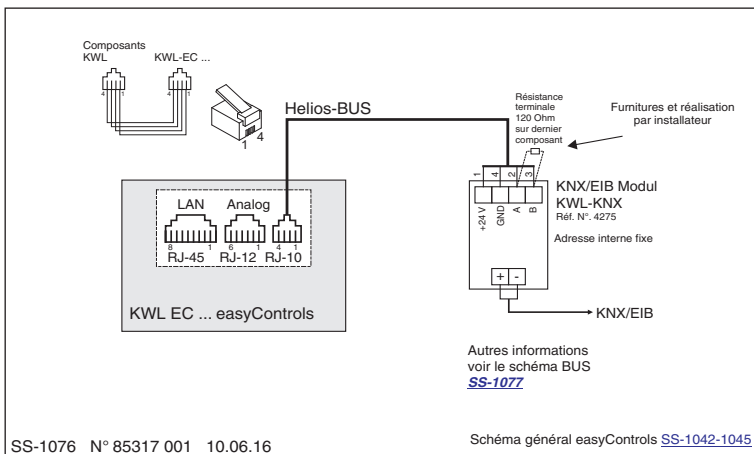 Composants
KWL
KWL-EC ...
4 1
4 1
1 4
Helios-BUS
Résistance
terminale
120 Ohm
sur dernier
composant
Furnitures et réalisation
par installateur
1 4 2 3
+24 V GND A B
KNX/EIB Modul
KWL-KNX
Réf. N°. 4275
Adresse interne fixe
LAN Analog
8 1 6 1 4 1
RJ-45 RJ-12 RJ-10
KWL EC ... easyControls
+ -
KNX/EIB
Autres informations
voir le schéma BUS
SS-1077
SS-1076 N° 85317 001 10.06.16
Schéma général easyControls SS-1042-1045